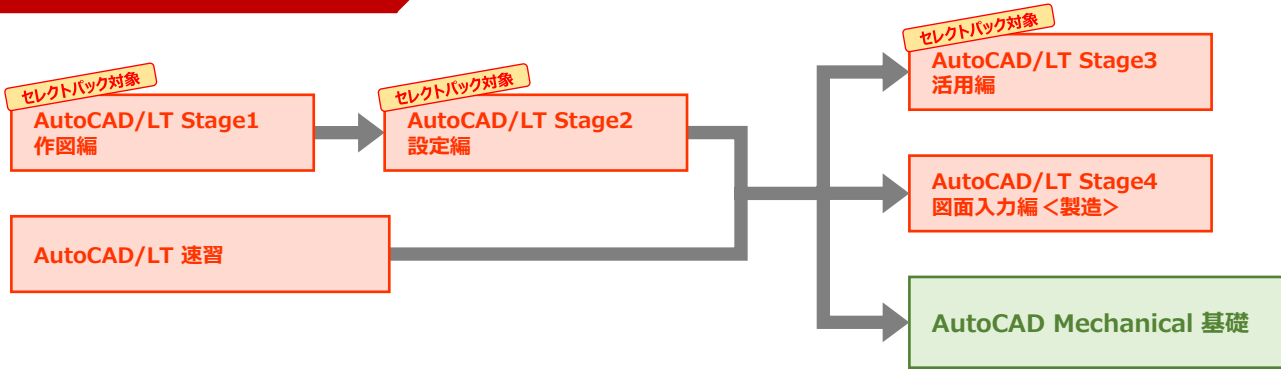 セレクトパック対象
AutoCAD/LT Stage1
作図編
セレクトパック対象
AutoCAD/LT Stage2
設定編
AutoCAD/LT 速習
セレクトパック対象
AutoCAD/LT Stage3
活用編
AutoCAD/LT Stage4
図面入力編＜製造＞
AutoCAD Mechanical 基礎